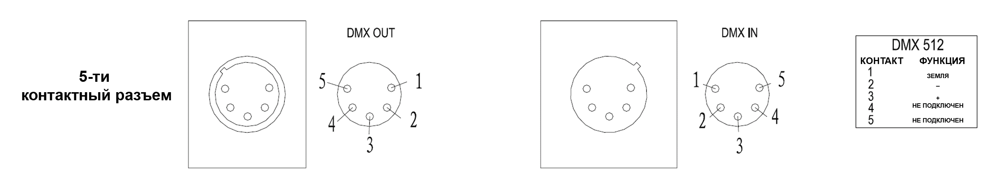 5-ти
контактный разъем
DMX OUT
5
1
4
2
3
DMX IN
1
5
2
4
3
DMX 512
КОНТАКТ ФУНКЦИЯ
1 ЗЕМЛЯ
2 –
3 +
4 НЕ ПОДКЛЮЧЕН
5 НЕ ПОДКЛЮЧЕН